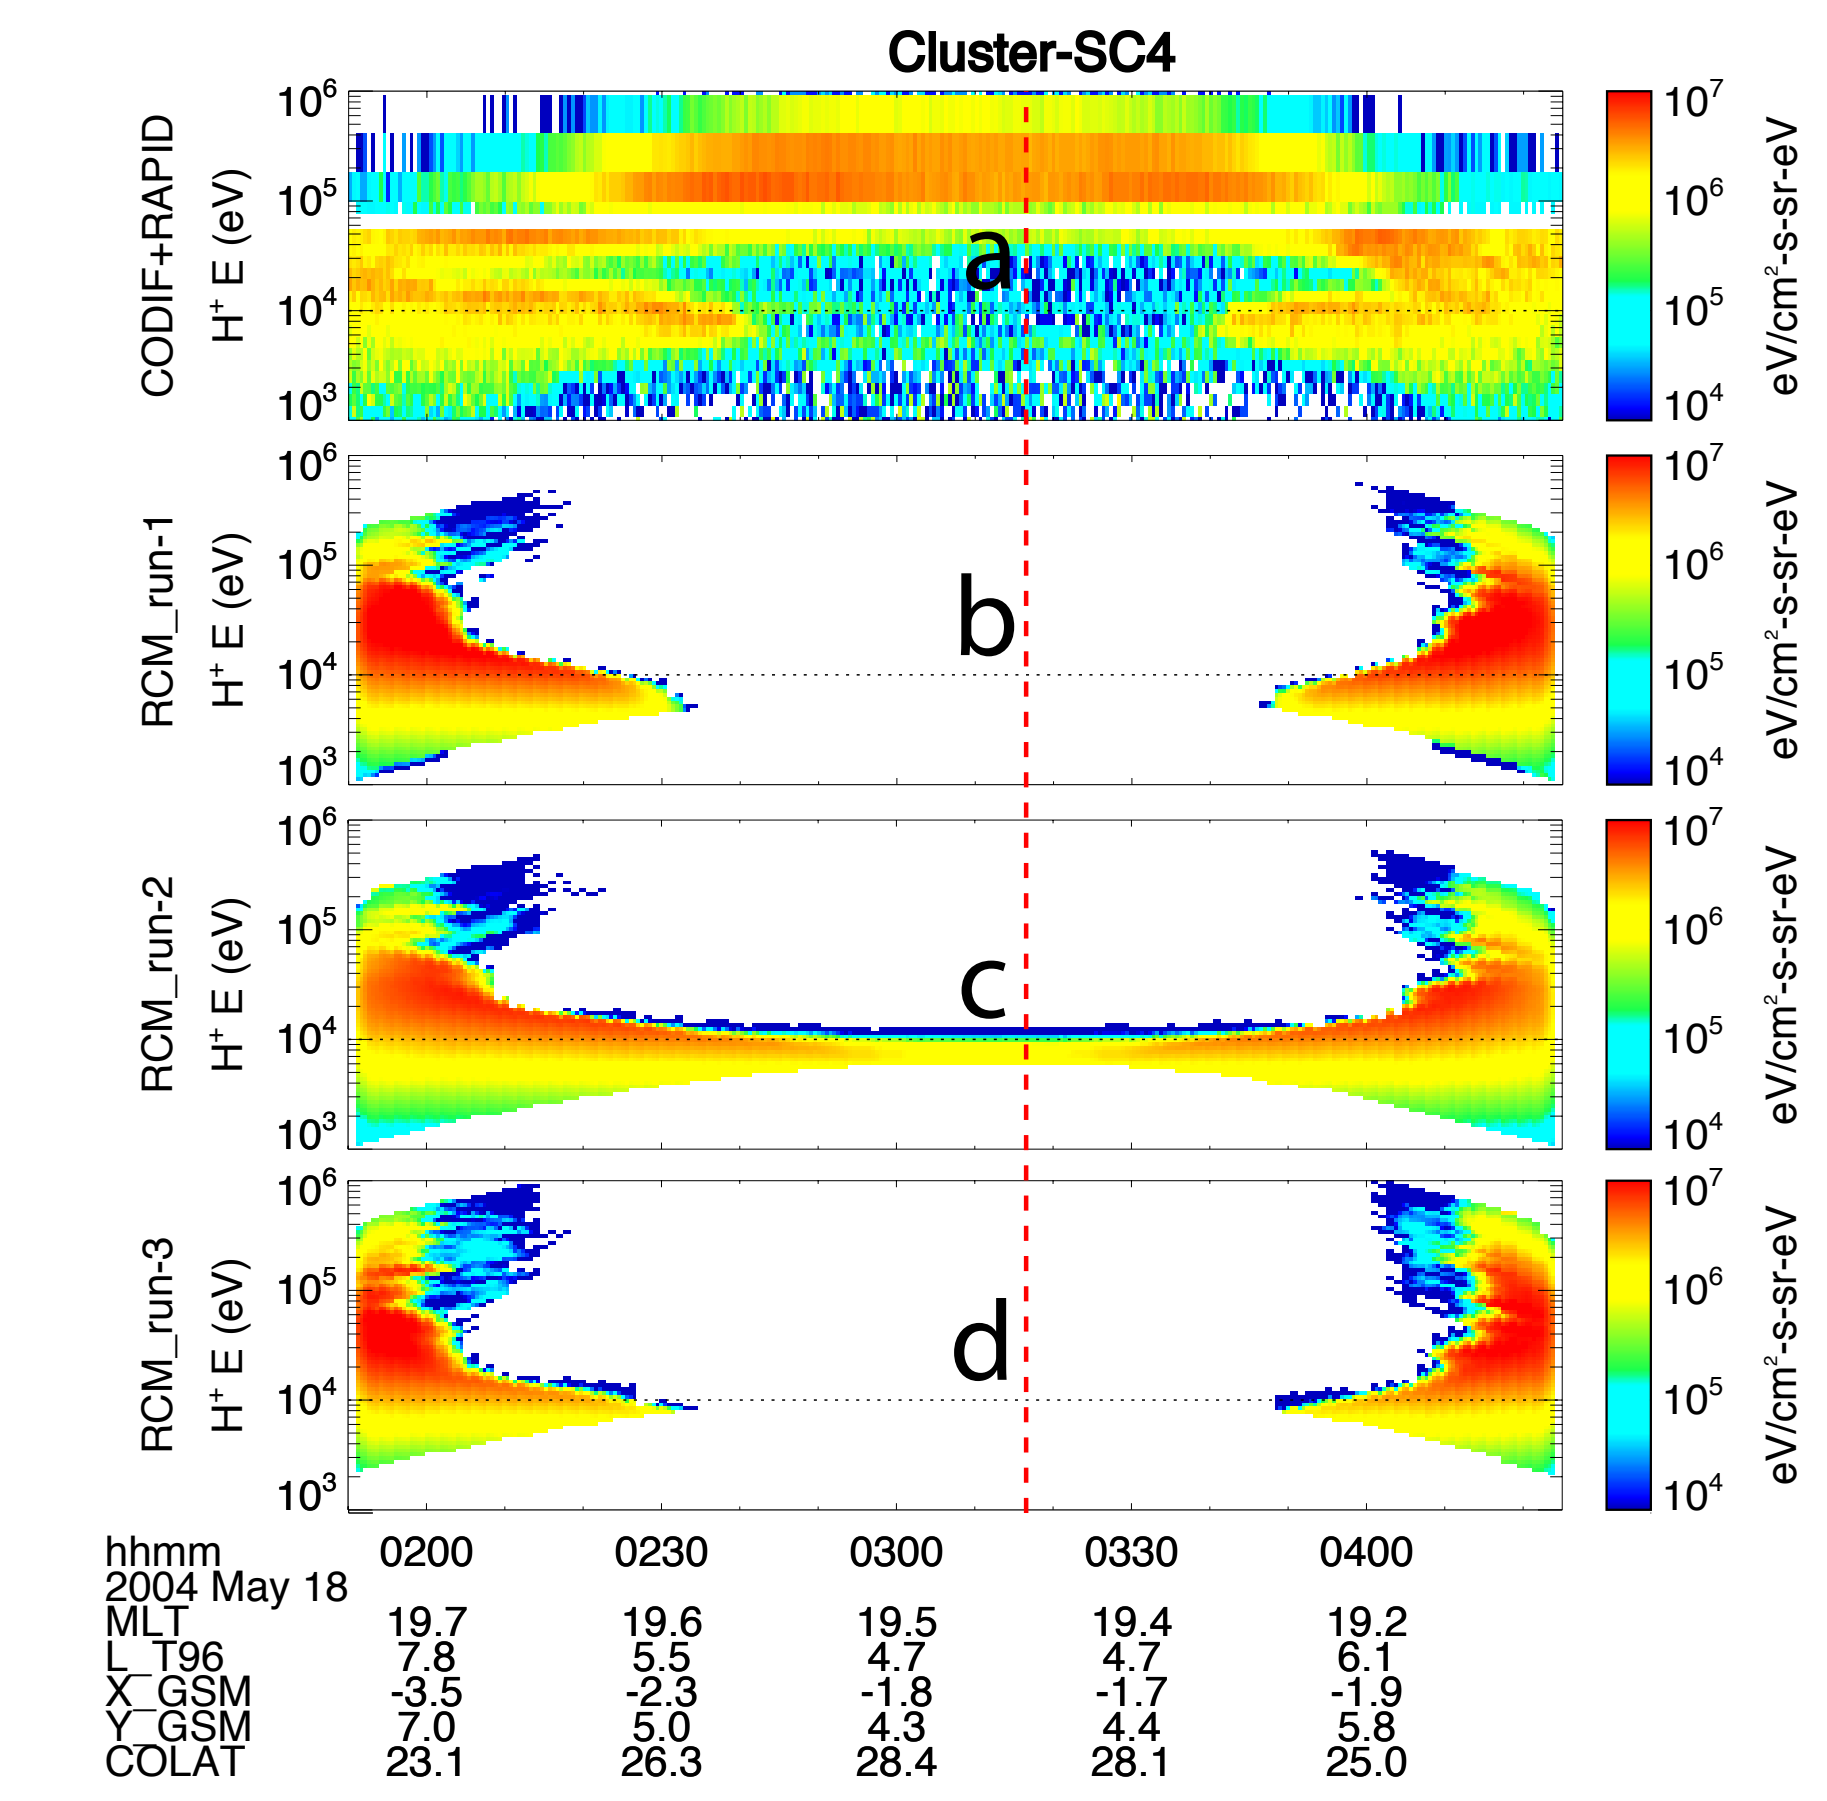 Cluster-SC4
CODIF+RAPID
H⁺ E (eV)
10⁶
10⁵
10⁴
10³
a
10⁷
10⁶
10⁵
10⁴
eV/cm²-s-sr-eV
RCM_run-1
H⁺ E (eV)
10⁶
10⁵
10⁴
10³
b
10⁷
10⁶
10⁵
10⁴
eV/cm²-s-sr-eV
RCM_run-2
H⁺ E (eV)
10⁶
10⁵
10⁴
10³
c
10⁷
10⁶
10⁵
10⁴
eV/cm²-s-sr-eV
RCM_run-3
H⁺ E (eV)
10⁶
10⁵
10⁴
10³
d
10⁷
10⁶
10⁵
10⁴
eV/cm²-s-sr-eV
hhmm 0200 0230 0300 0330 0400
2004 May 18
MLT 19.7 19.6 19.5 19.4 19.2
L_T96 7.8 5.5 4.7 4.7 6.1
X_GSM -3.5 -2.3 -1.8 -1.7 -1.9
Y_GSM 7.0 5.0 4.3 4.4 5.8
COLAT 23.1 26.3 28.4 28.1 25.0